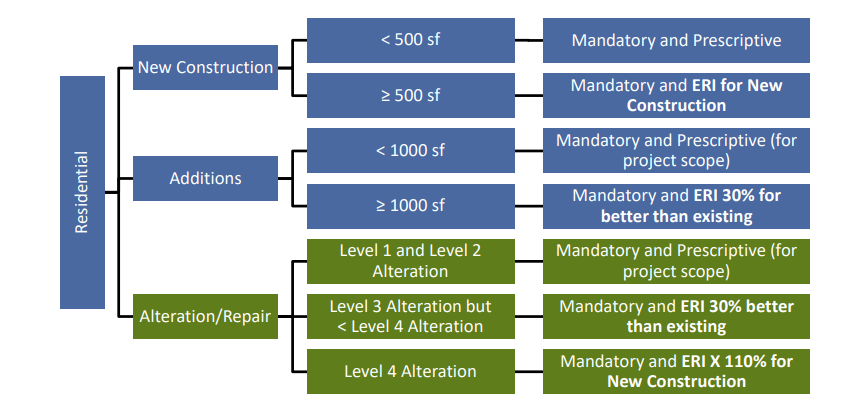 Residential
New Construction
< 500 sf
Mandatory and Prescriptive
≥ 500 sf
Mandatory and ERI for New
Construction
Additions
< 1000 sf
Mandatory and Prescriptive (for
project scope)
≥ 1000 sf
Mandatory and ERI 30% for
better than existing
Alteration/Repair
Level 1 and Level 2
Alteration
Mandatory and Prescriptive (for
project scope)
Level 3 Alteration but
< Level 4 Alteration
Mandatory and ERI 30% better
than existing
Level 4 Alteration
Mandatory and ERI X 110% for
New Construction